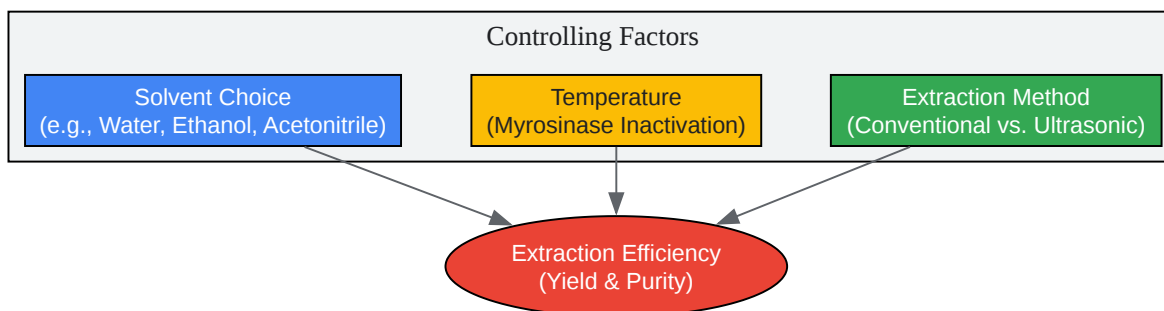 Controlling Factors
Solvent Choice
(e.g., Water, Ethanol, Acetonitrile)
Temperature
(Myrosinase Inactivation)
Extraction Method
(Conventional vs. Ultrasonic)
Extraction Efficiency
(Yield & Purity)